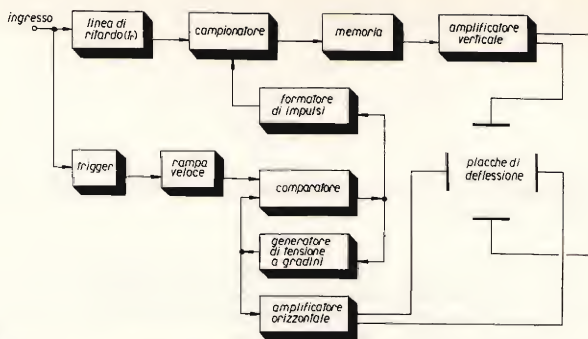 ingresso
linea di
ritardo (Tr)
campionatore
memoria
amplificatore
verticale
formatore
di impulsi
trigger
rampa
veloce
comparatore
placche di
deflessione
generatore
di tensione
a gradini
amplificatore
orizzontale